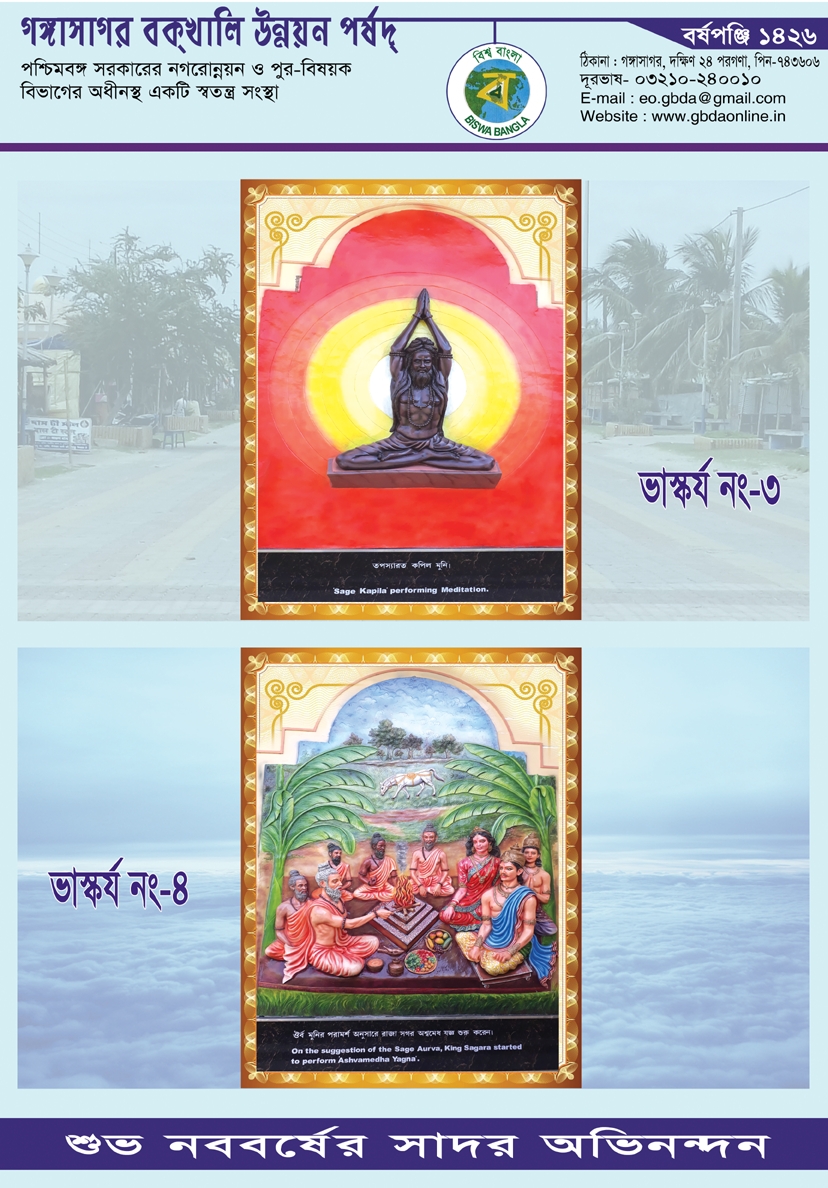 গঙ্গাসাগর বক্‌খালি উন্নয়ন পর্ষদ্
পশ্চিমবঙ্গ সরকারের নগরোন্নয়ন ও পুর-বিষয়ক
বিভাগের অধীনস্থ একটি স্বতন্ত্র সংস্থা
বিশ্ব বাংলা
ব
BISWA BANGLA
বর্ষপঞ্জি ১৪২৬
ঠিকানা : গঙ্গাসাগর, দক্ষিণ ২৪ পরগণা, পিন-৭৪৩৬০৬
দূরভাষ- ০৩২১০-২৪০০১০
E-mail : eo.gbda@gmail.com
Website : www.gbdaonline.in
ভাস্কর্য নং-৩
তপস্যারত কপিল মুনি।
'Sage Kapila' performing Meditation.
ভাস্কর্য নং-৪
ঔর্ব মুনির পরামর্শ অনুসারে রাজা সগর অশ্বমেধ যজ্ঞ শুরু করেন।
On the suggestion of the Sage Aurva, King Sagara started
to perform Ashvamedha Yagna'.
শুভ নববর্ষের সাদর অভিনন্দন